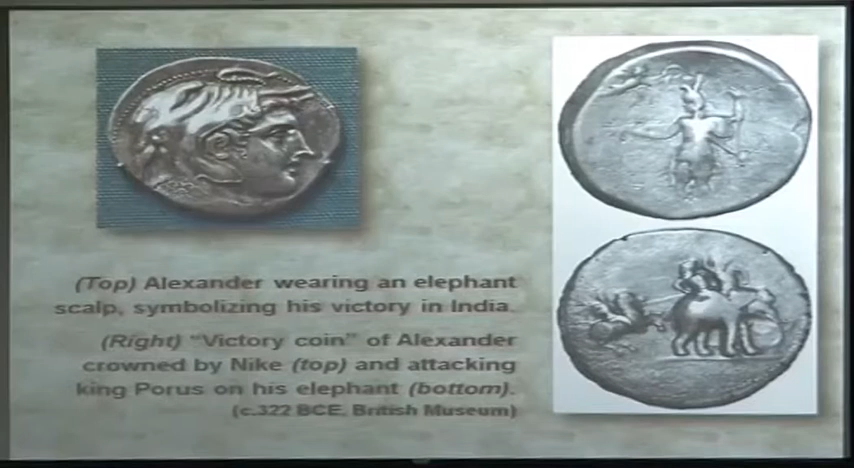 (Top) Alexander wearing an elephant
scalp, symbolizing his victory in India.
(Right) “Victory coin” of Alexander
crowned by Nike (top) and attacking
king Porus on his elephant (bottom).
(c.322 BCE, British Museum)